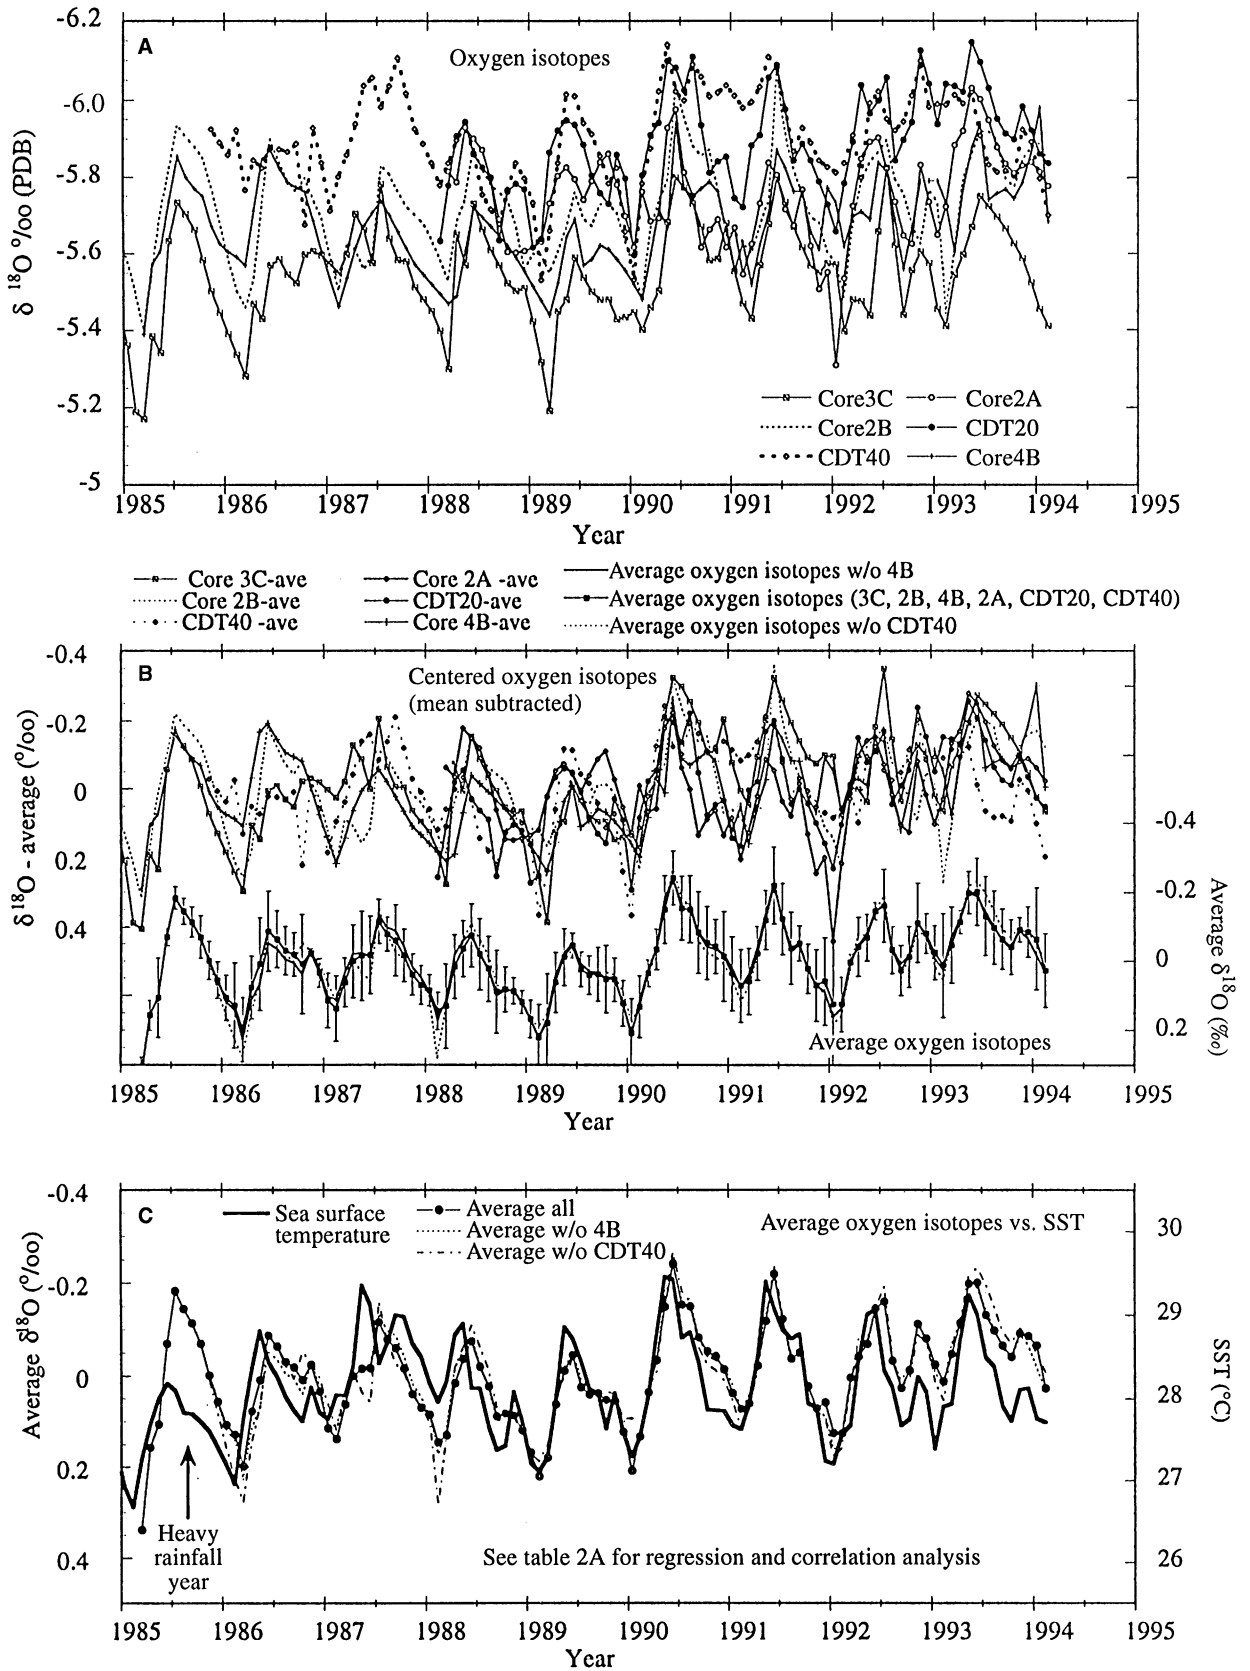 A
Oxygen isotopes
δ 18O o/oo (PDB)
-6.2
-6.0
-5.8
-5.6
-5.4
-5.2
-5
Core3C
Core2A
Core2B
CDT20
CDT40
Core4B
1985 1986 1987 1988 1989 1990 1991 1992 1993 1994 1995
Year
Core 3C-ave
Core 2A -ave
Average oxygen isotopes w/o 4B
Core 2B-ave
CDT20-ave
Average oxygen isotopes (3C, 2B, 4B, 2A, CDT20, CDT40)
CDT40 -ave
Core 4B-ave
Average oxygen isotopes w/o CDT40
B
Centered oxygen isotopes
(mean subtracted)
δ18O - average (o/oo)
-0.4
-0.2
0
0.2
0.4
-0.4
-0.2
0
0.2
Average δ18O (‰)
Average oxygen isotopes
1985 1986 1987 1988 1989 1990 1991 1992 1993 1994 1995
Year
C
Sea surface
temperature
Average all
Average w/o 4B
Average w/o CDT40
Average oxygen isotopes vs. SST
Average δ18O (o/oo)
-0.4
-0.2
0
0.2
0.4
30
29
28
27
26
SST (°C)
Heavy
rainfall
year
See table 2A for regression and correlation analysis
1985 1986 1987 1988 1989 1990 1991 1992 1993 1994 1995
Year